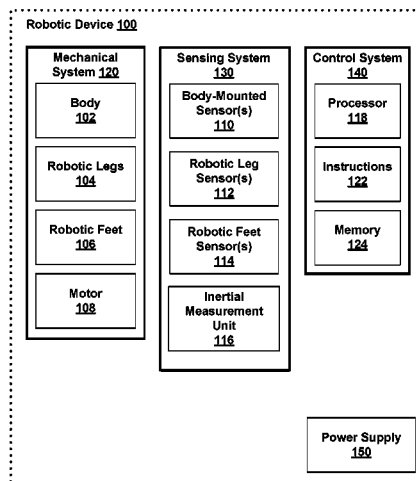 Robotic Device 100
Mechanical
System 120
Body
102
Robotic Legs
104
Robotic Feet
106
Motor
108
Sensing System
130
Body-Mounted
Sensor(s)
110
Robotic Leg
Sensor(s)
112
Robotic Feet
Sensor(s)
114
Inertial
Measurement
Unit
116
Control System
140
Processor
118
Instructions
122
Memory
124
Power Supply
150